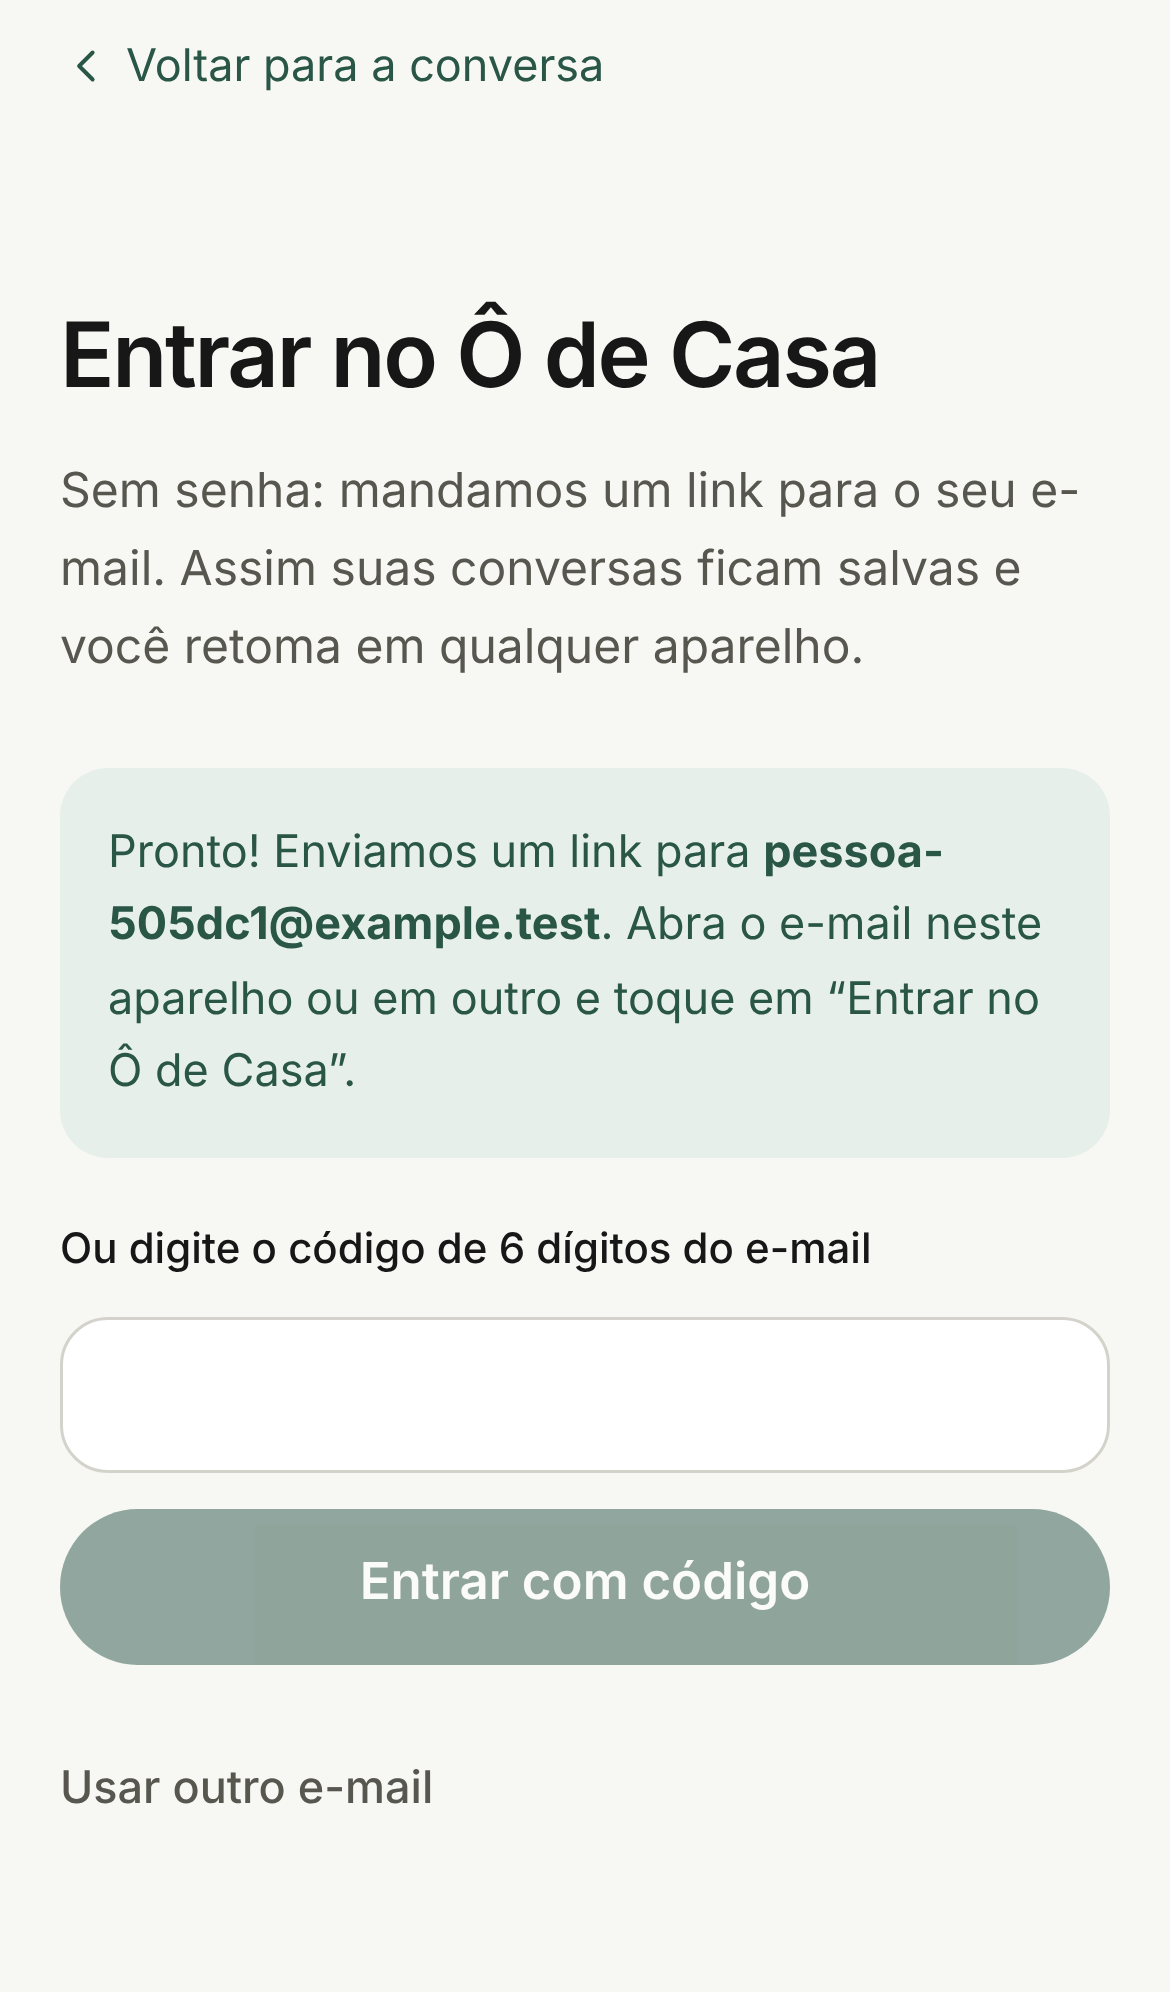 Voltar para a conversa
Entrar no Ô de Casa
Sem senha: mandamos um link para o seu e-
mail. Assim suas conversas ficam salvas e
você retoma em qualquer aparelho.
Pronto! Enviamos um link para pessoa-
505dc1@example.test. Abra o e-mail neste
aparelho ou em outro e toque em “Entrar no
Ô de Casa”.
Ou digite o código de 6 dígitos do e-mail
Entrar com código
Usar outro e-mail